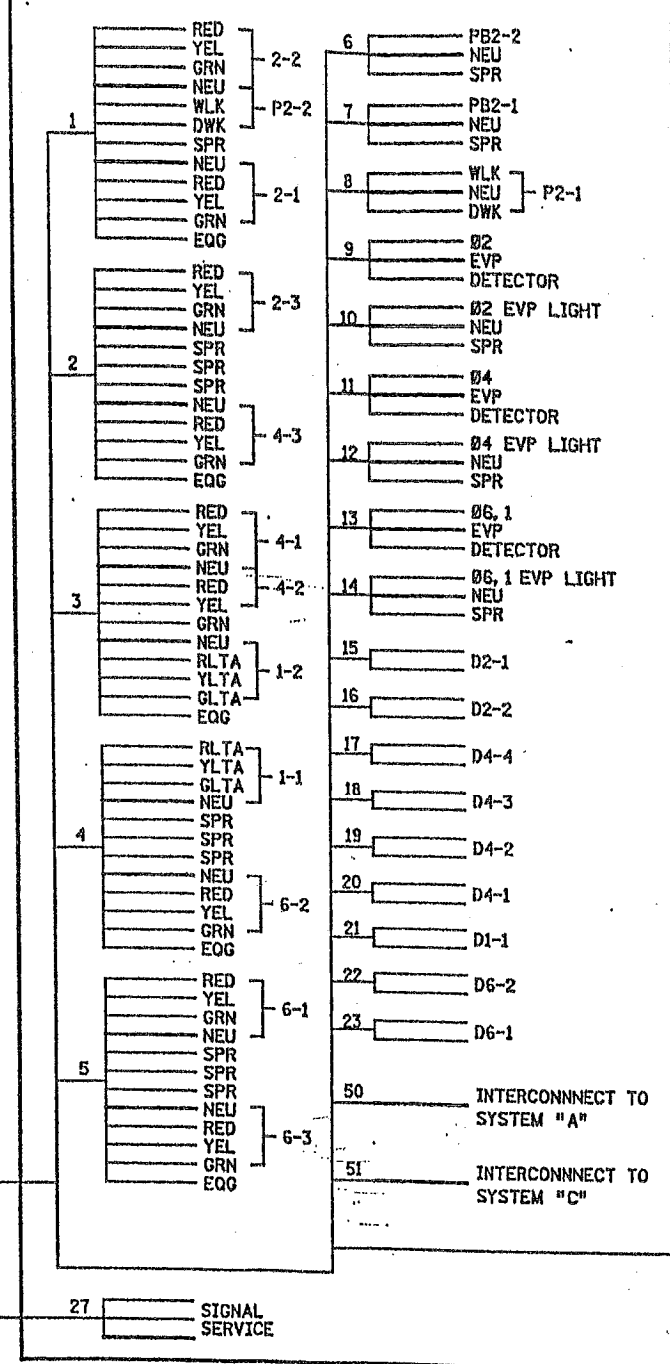 1
RED
YEL
GRN
NEU
WLK
DWK
SPR
NEU
RED
YEL
GRN
EQG
2-2
P2-2
2-1
2
RED
YEL
GRN
NEU
SPR
SPR
SPR
NEU
RED
YEL
GRN
EQG
2-3
4-3
3
RED
YEL
GRN
NEU
RED
YEL
GRN
NEU
RLTA
YLTA
GLTA
EQG
4-1
4-2
1-2
4
RLTA
YLTA
GLTA
NEU
SPR
SPR
SPR
NEU
RED
YEL
GRN
EQG
1-1
6-2
5
RED
YEL
GRN
NEU
SPR
SPR
SPR
NEU
RED
YEL
GRN
EQG
6-1
6-3
27
SIGNAL
SERVICE
6
PB2-2
NEU
SPR
7
PB2-1
NEU
SPR
8
WLK
NEU
DWK
P2-1
9
Ø2
EVP
DETECTOR
10
Ø2 EVP LIGHT
NEU
SPR
11
Ø4
EVP
DETECTOR
12
Ø4 EVP LIGHT
NEU
SPR
13
Ø6,1
EVP
DETECTOR
14
Ø6,1 EVP LIGHT
NEU
SPR
15
D2-1
16
D2-2
17
D4-4
18
D4-3
19
D4-2
20
D4-1
21
D1-1
22
D6-2
23
D6-1
50
INTERCONNNECT TO
SYSTEM "A"
51
INTERCONNNECT TO
SYSTEM "C"